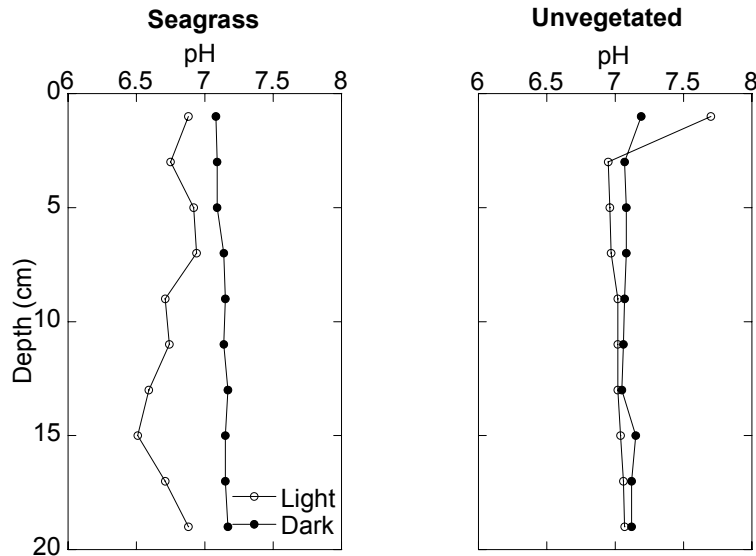 Seagrass
pH
6 6.5 7 7.5 8
0
5
10
15
20
Depth (cm)
Light
Dark
Unvegetated
pH
6 6.5 7 7.5 8